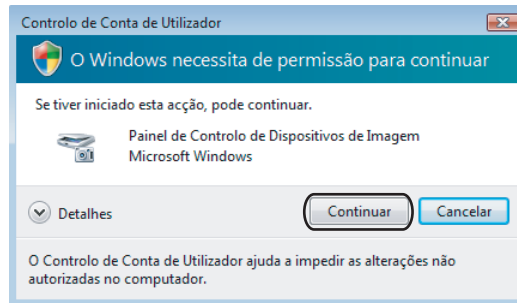 Controlo de Conta de Utilizador
O Windows necessita de permissão para continuar
Se tiver iniciado esta acção, pode continuar.
Painel de Controlo de Dispositivos de Imagem
Microsoft Windows
Detalhes
Continuar
Cancelar
O Controlo de Conta de Utilizador ajuda a impedir as alterações não
autorizadas no computador.